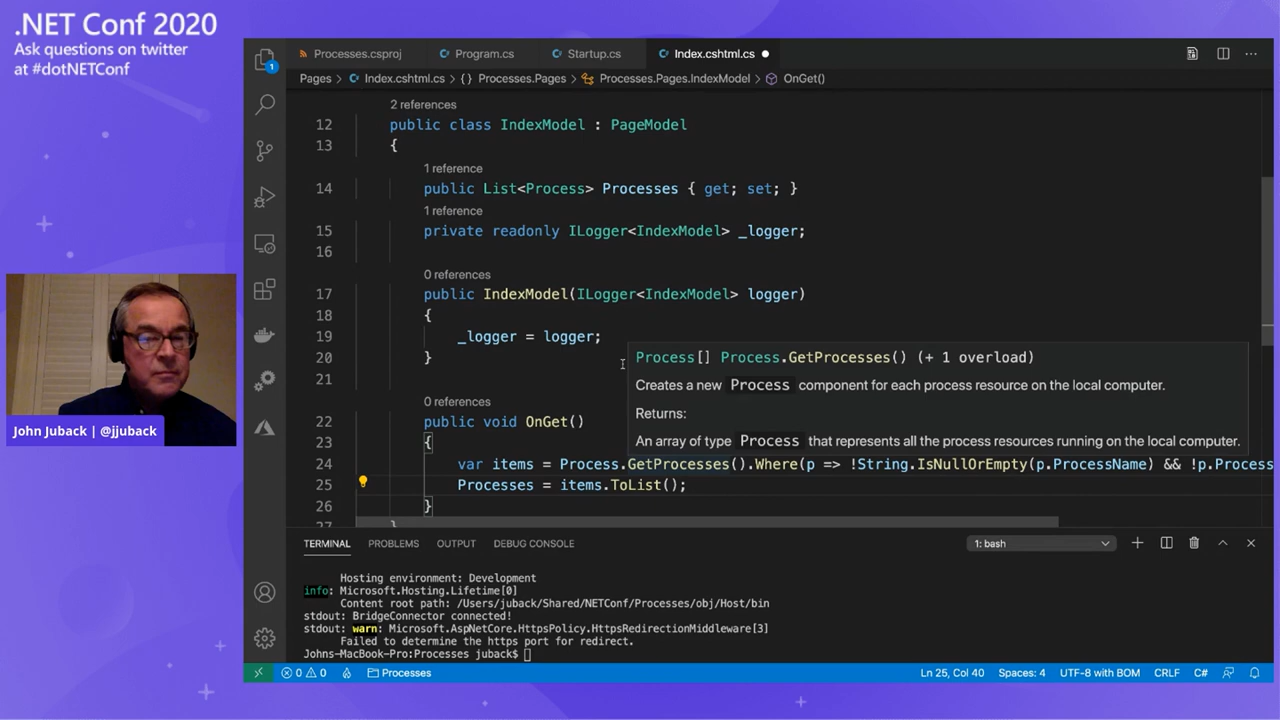 .NET Conf 2020
Ask questions on twitter
at #dotNETConf
John Juback | @jjuback
Processes.csproj
Program.cs
Startup.cs
Index.cshtml.cs
Pages > Index.cshtml.cs > {} Processes.Pages > Processes.Pages.IndexModel > OnGet()
1
2 references
12 public class IndexModel : PageModel
13 {
1 reference
14 public List<Process> Processes { get; set; }
1 reference
15 private readonly ILogger<IndexModel> _logger;
16
0 references
17 public IndexModel(ILogger<IndexModel> logger)
18 {
19 _logger = logger;
20 }
21
Process[] Process.GetProcesses() (+ 1 overload)
Creates a new Process component for each process resource on the local computer.
Returns:
An array of type Process that represents all the process resources running on the local computer.
0 references
22 public void OnGet()
23 {
24 var items = Process.GetProcesses().Where(p => !String.IsNullOrEmpty(p.ProcessName) && !p.Process
25 Processes = items.ToList();
26 }
27 }
TERMINAL PROBLEMS OUTPUT DEBUG CONSOLE 1: bash
Hosting environment: Development
info: Microsoft.Hosting.Lifetime[0]
Content root path: /Users/juback/Shared/NETConf/Processes/obj/Host/bin
stdout: BridgeConnector connected!
stdout: warn: Microsoft.AspNetCore.HttpsPolicy.HttpsRedirectionMiddleware[3]
Failed to determine the https port for redirect.
Johns-MacBook-Pro:Processes juback$
0 0 Processes Ln 25, Col 40 Spaces: 4 UTF-8 with BOM CRLF C#